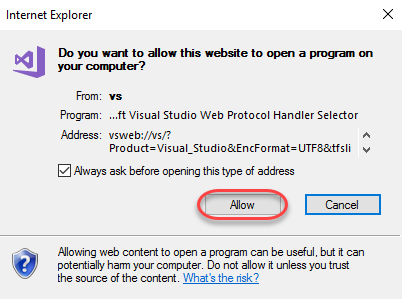 Internet Explorer
Do you want to allow this website to open a program on
your computer?
From: vs
Program: ...ft Visual Studio Web Protocol Handler Selector
Address: vsweb://vs/?
Product=Visual_Studio&EncFormat=UTF8&tfsli
Always ask before opening this type of address
Allow Cancel
Allowing web content to open a program can be useful, but it can
potentially harm your computer. Do not allow it unless you trust
the source of the content. What's the risk?